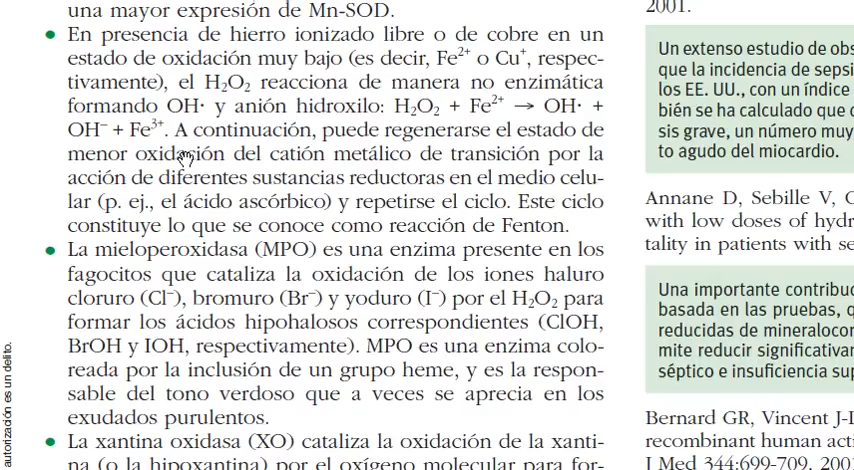 una mayor expresión de Mn-SOD.
● En presencia de hierro ionizado libre o de cobre en un
estado de oxidación muy bajo (es decir, Fe²⁺ o Cu⁺, respec-
tivamente), el H₂O₂ reacciona de manera no enzimática
formando OH· y anión hidroxilo: H₂O₂ + Fe²⁺ → OH· +
OH⁻ + Fe³⁺. A continuación, puede regenerarse el estado de
menor oxidación del catión metálico de transición por la
acción de diferentes sustancias reductoras en el medio celu-
lar (p. ej., el ácido ascórbico) y repetirse el ciclo. Este ciclo
constituye lo que se conoce como reacción de Fenton.
● La mieloperoxidasa (MPO) es una enzima presente en los
fagocitos que cataliza la oxidación de los iones haluro
cloruro (Cl⁻), bromuro (Br⁻) y yoduro (I⁻) por el H₂O₂ para
formar los ácidos hipohalosos correspondientes (ClOH,
BrOH y IOH, respectivamente). MPO es una enzima colo-
reada por la inclusión de un grupo heme, y es la respon-
sable del tono verdoso que a veces se aprecia en los
exudados purulentos.
● La xantina oxidasa (XO) cataliza la oxidación de la xanti-
na (o la hipoxantina) por el oxígeno molecular para for-
autorización es un delito.
2001.
Un extenso estudio de obs
que la incidencia de sepsi
los EE. UU., con un índice
bién se ha calculado que
sis grave, un número muy
to agudo del miocardio.
Annane D, Sebille V, C
with low doses of hydr
tality in patients with se
Una importante contribuc
basada en las pruebas, q
reducidas de mineralocor
mite reducir significativar
séptico e insuficiencia sup
Bernard GR, Vincent J-L
recombinant human acti
J Med 344:699-709, 2001